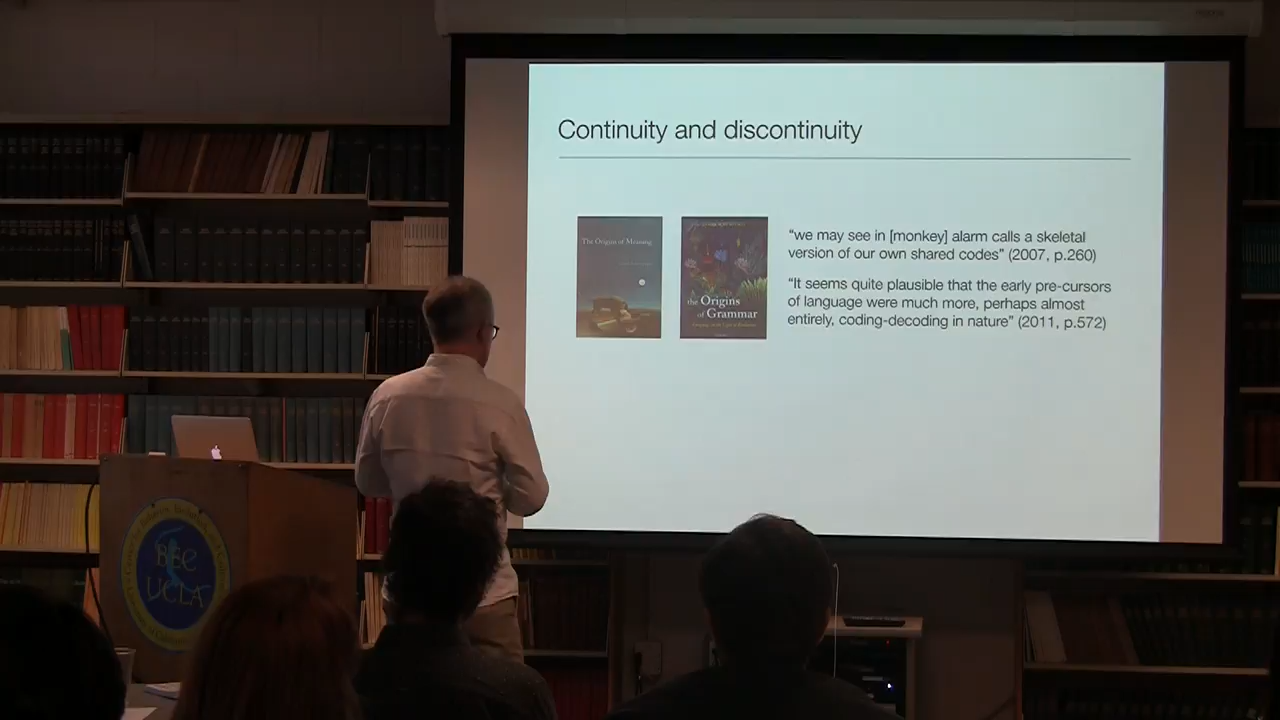 Continuity and discontinuity
The Origins of Meaning
the Origins
of Grammar
“we may see in [monkey] alarm calls a skeletal
version of our own shared codes” (2007, p.260)
“It seems quite plausible that the early pre-cursors
of language were much more, perhaps almost
entirely, coding-decoding in nature” (2011, p.572)
BEC
UCLA